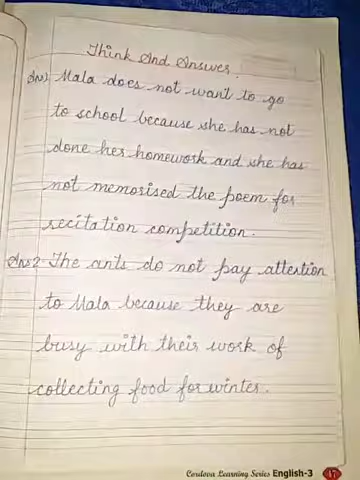 Think And Answer.
Ans1 Mala does not want to go
to school because she has not
done her homework and she has
not memorised the poem for
recitation competition.
Ans2 The ants do not pay attention
to Mala because they are
busy with their work of
collecting food for winter.
Cordova Learning Series English-3 47